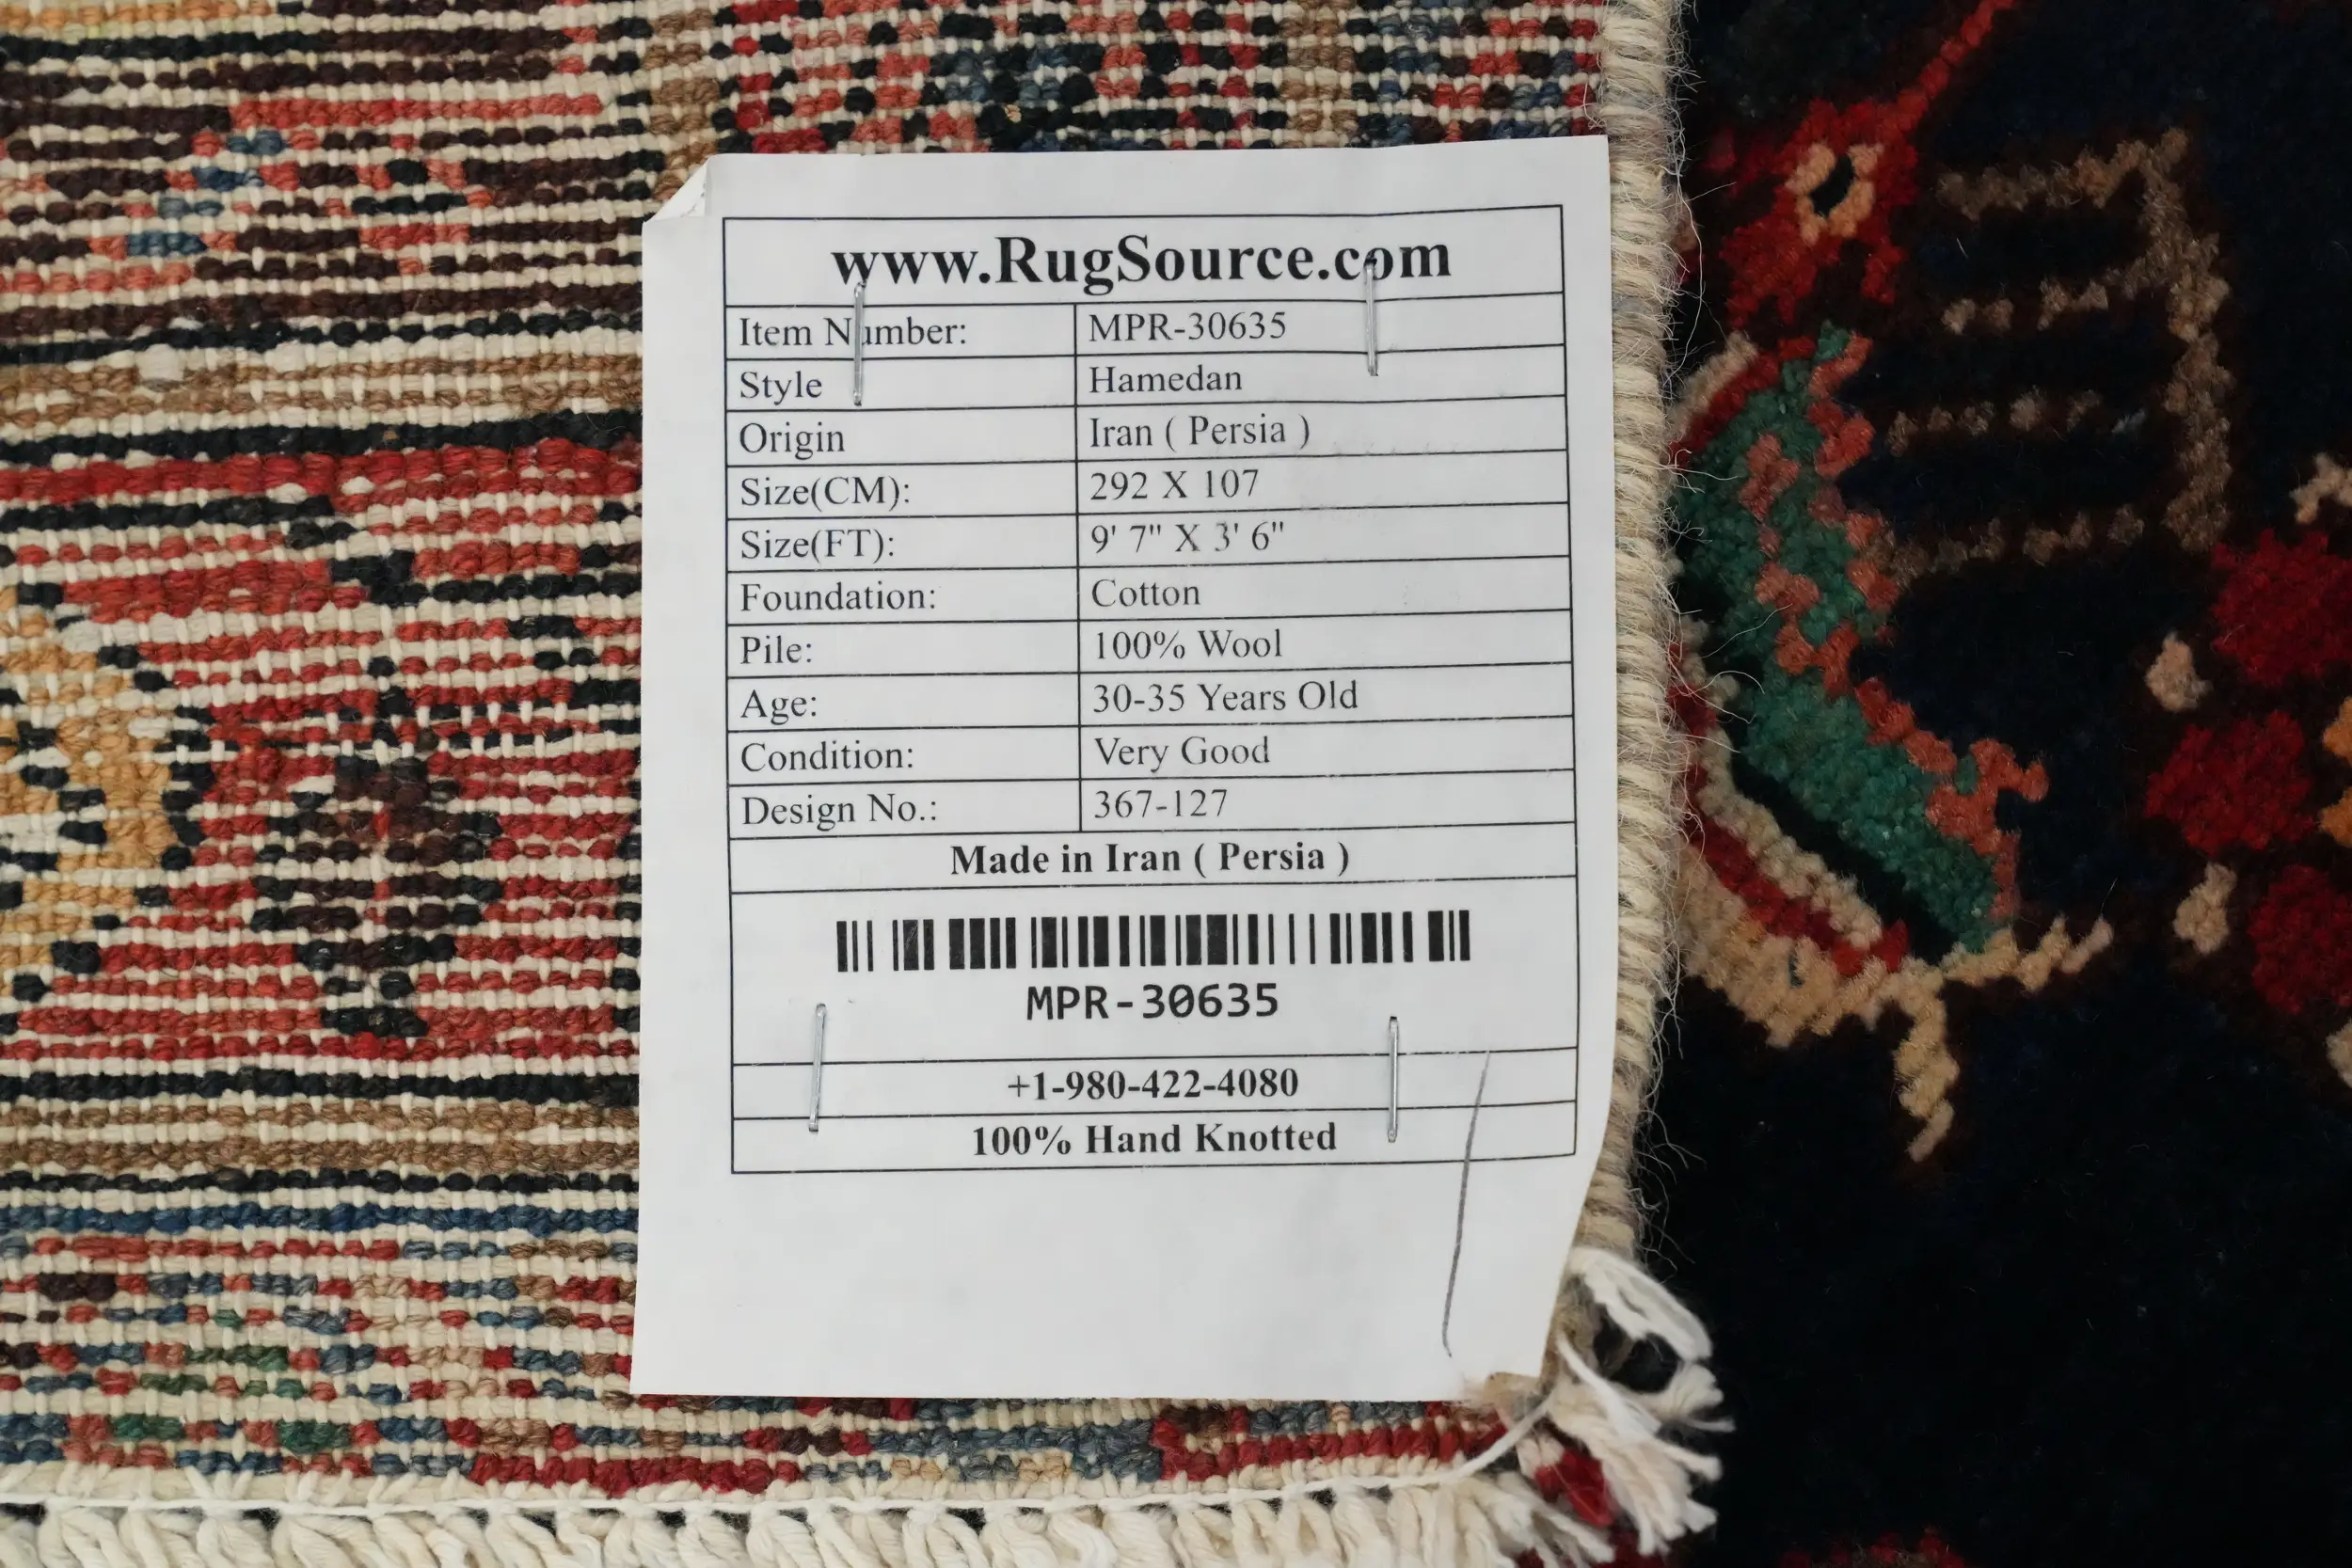 www.RugSource.com
Item Number: MPR-30635
Style Hamedan
Origin Iran ( Persia )
Size(CM): 292 X 107
Size(FT): 9' 7" X 3' 6"
Foundation: Cotton
Pile: 100% Wool
Age: 30-35 Years Old
Condition: Very Good
Design No.: 367-127
Made in Iran ( Persia )
MPR-30635
+1-980-422-4080
100% Hand Knotted